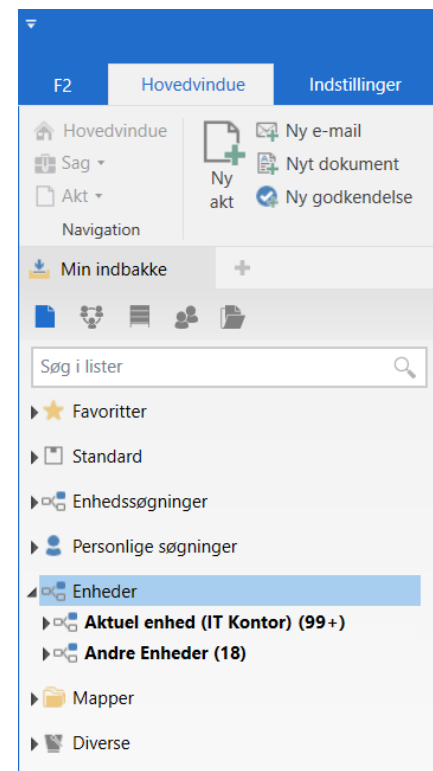 F2 Hovedvindue Indstillinger
Hovedvindue
Sag
Akt
Navigation
Ny
akt
Ny e-mail
Nyt dokument
Ny godkendelse
Min indbakke
Søg i lister
Favoritter
Standard
Enhedssøgninger
Personlige søgninger
Enheder
Aktuel enhed (IT Kontor) (99+)
Andre Enheder (18)
Mapper
Diverse